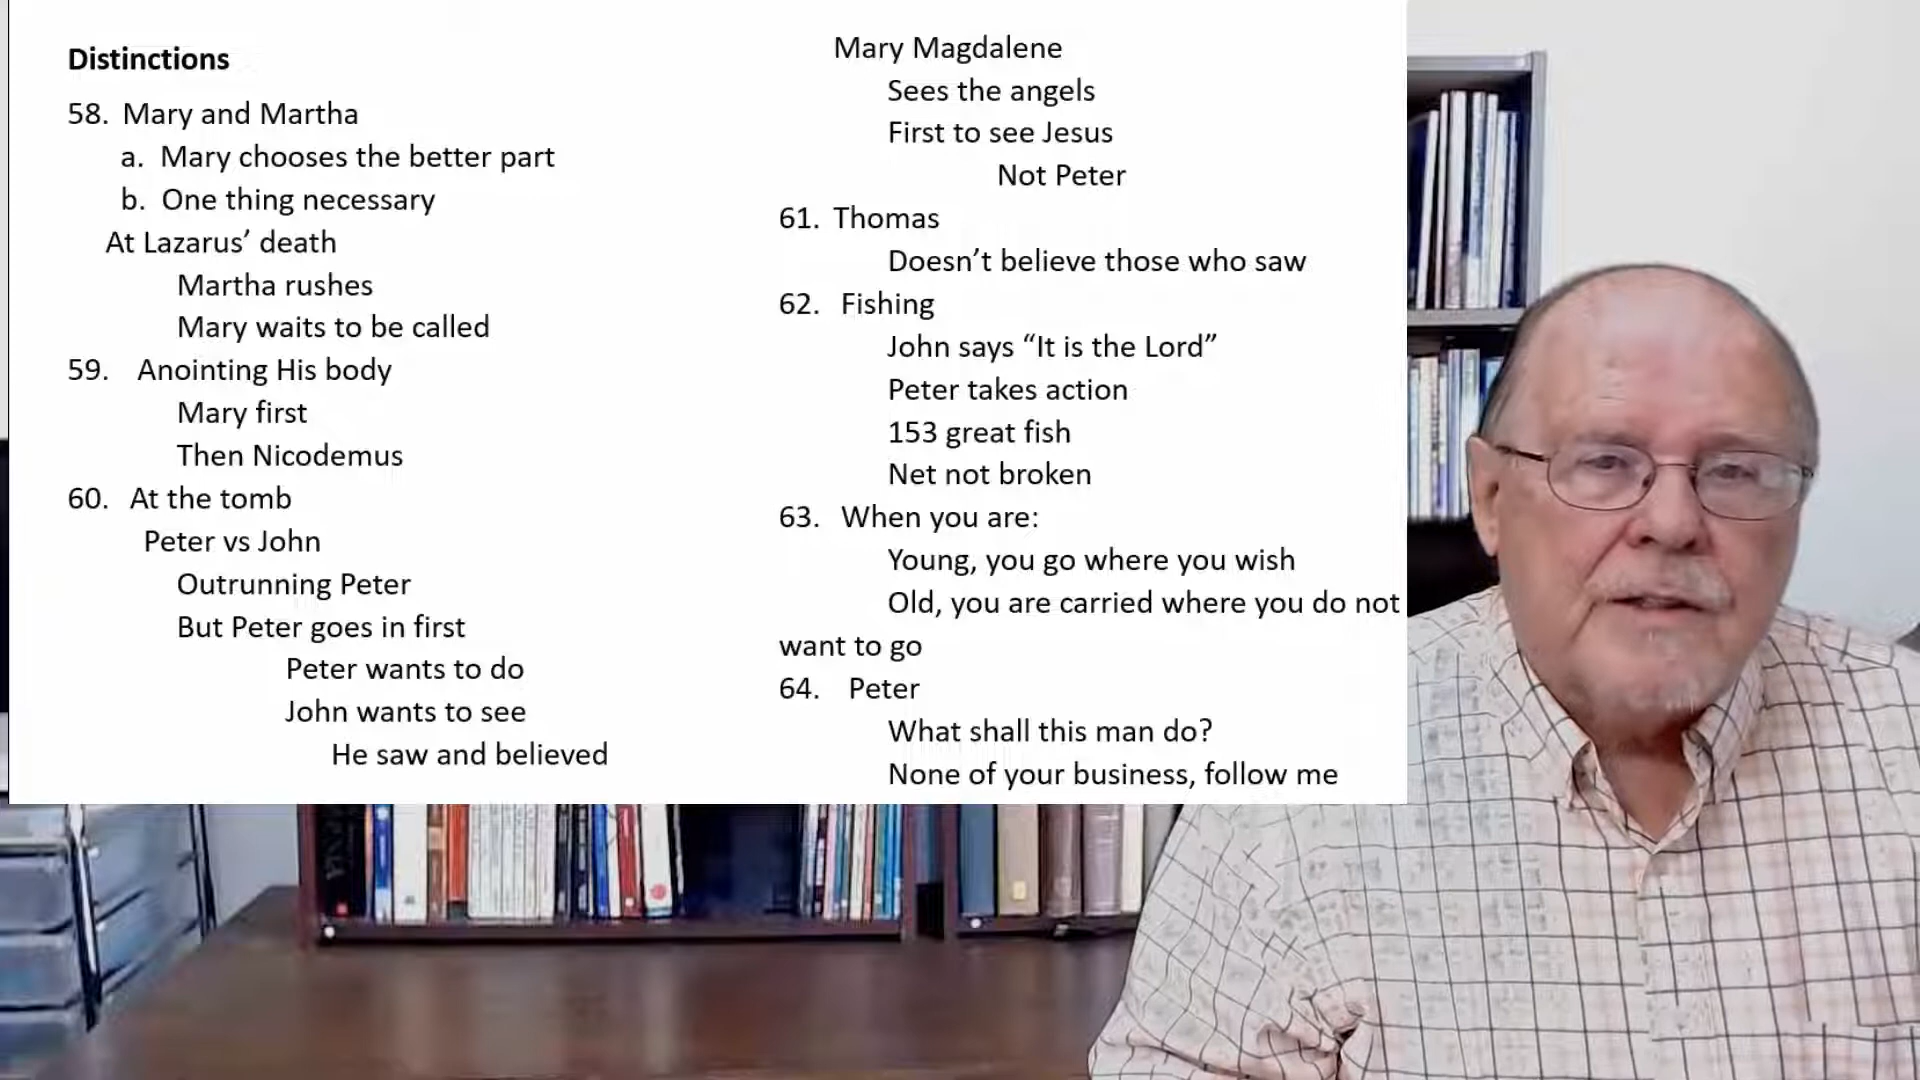 Distinctions
58. Mary and Martha
a. Mary chooses the better part
b. One thing necessary
At Lazarus’ death
Martha rushes
Mary waits to be called
59. Anointing His body
Mary first
Then Nicodemus
60. At the tomb
Peter vs John
Outrunning Peter
But Peter goes in first
Peter wants to do
John wants to see
He saw and believed
Mary Magdalene
Sees the angels
First to see Jesus
Not Peter
61. Thomas
Doesn’t believe those who saw
62. Fishing
John says “It is the Lord”
Peter takes action
153 great fish
Net not broken
63. When you are:
Young, you go where you wish
Old, you are carried where you do not
want to go
64. Peter
What shall this man do?
None of your business, follow me